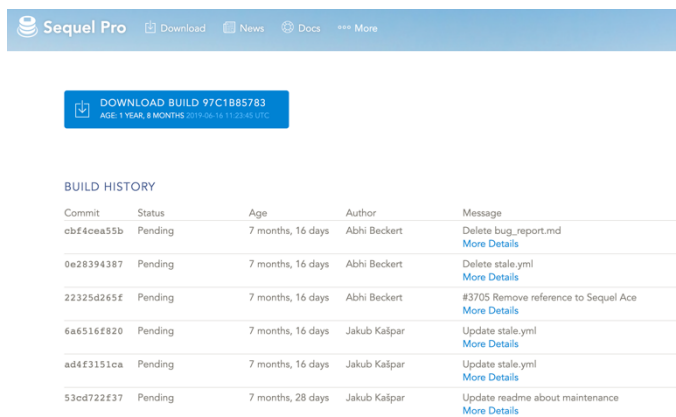 Sequel Pro Download News Docs More
DOWNLOAD BUILD 97C1B85783
AGE: 1 YEAR, 8 MONTHS 2019-06-16 11:23:45 UTC
BUILD HISTORY
Commit Status Age Author Message
cbf4cea55b Pending 7 months, 16 days Abhi Beckert Delete bug_report.md
More Details
0e28394387 Pending 7 months, 16 days Abhi Beckert Delete stale.yml
More Details
22325d265f Pending 7 months, 16 days Abhi Beckert #3705 Remove reference to Sequel Ace
More Details
6a6516f820 Pending 7 months, 16 days Jakub Kašpar Update stale.yml
More Details
ad4f3151ca Pending 7 months, 16 days Jakub Kašpar Update stale.yml
More Details
53cd722f37 Pending 7 months, 28 days Jakub Kašpar Update readme about maintenance
More Details